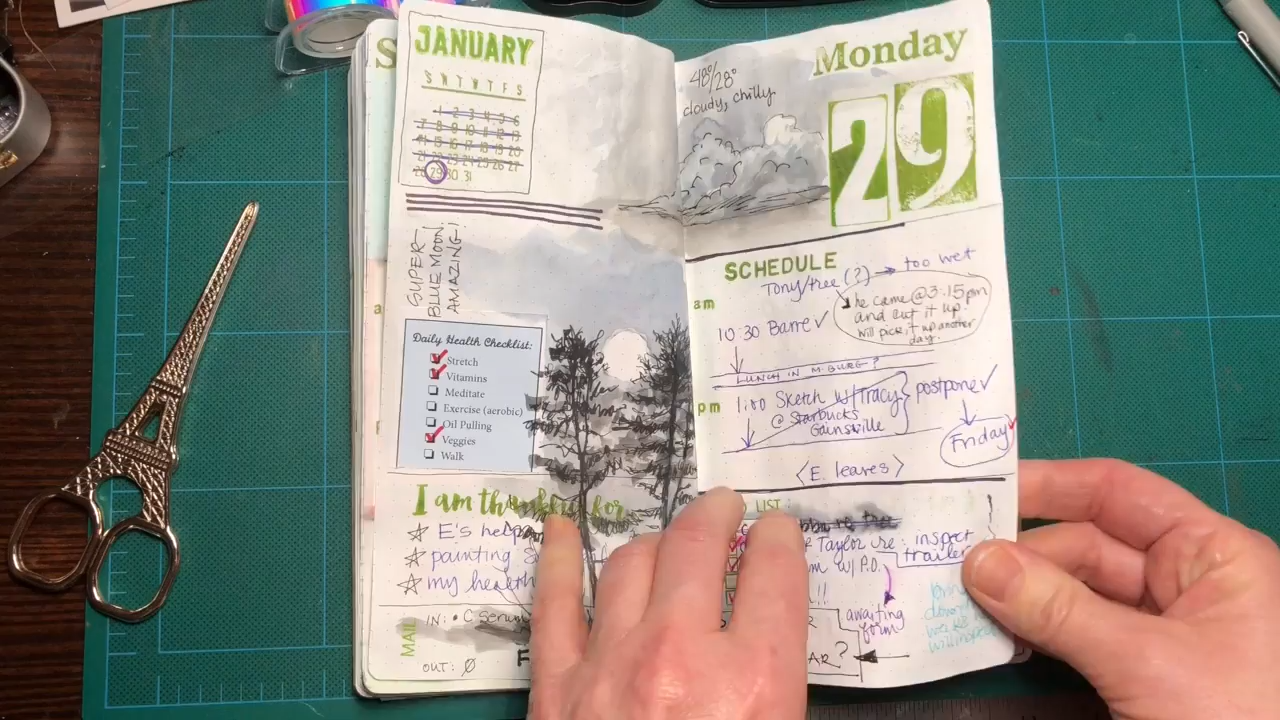 S
JANUARY
S M T W T F S
1 2 3 4 5 6
7 8 9 10 11 12 13
14 15 16 17 18 19 20
21 22 23 24 25 26 27
28 29 30 31
SUPER
BLUE MOON!
AMAZING!
Daily Health Checklist:
Stretch
Vitamins
Meditate
Exercise (aerobic)
Oil Pulling
Veggies
Walk
I am thankful for
☆ E's help
☆ painting &
☆ my health
MAIL
IN: • C serum
OUT: Ø
F
Monday
29
48°/28°
cloudy, chilly
SCHEDULE
Tony/tree (?) → too wet
he came @ 3:15pm
and cut it up.
will pick it up another
day.
am
10:30 Barre ✓
LUNCH IN M.BURG?
pm
1:00 Sketch w/Tracy
@ Starbucks
Gainsville
postpone ✓
Friday
<E. leaves>
LIST
Taylor re: inspect
trailer
w/ P.O.
!!
awaiting
form
AR?